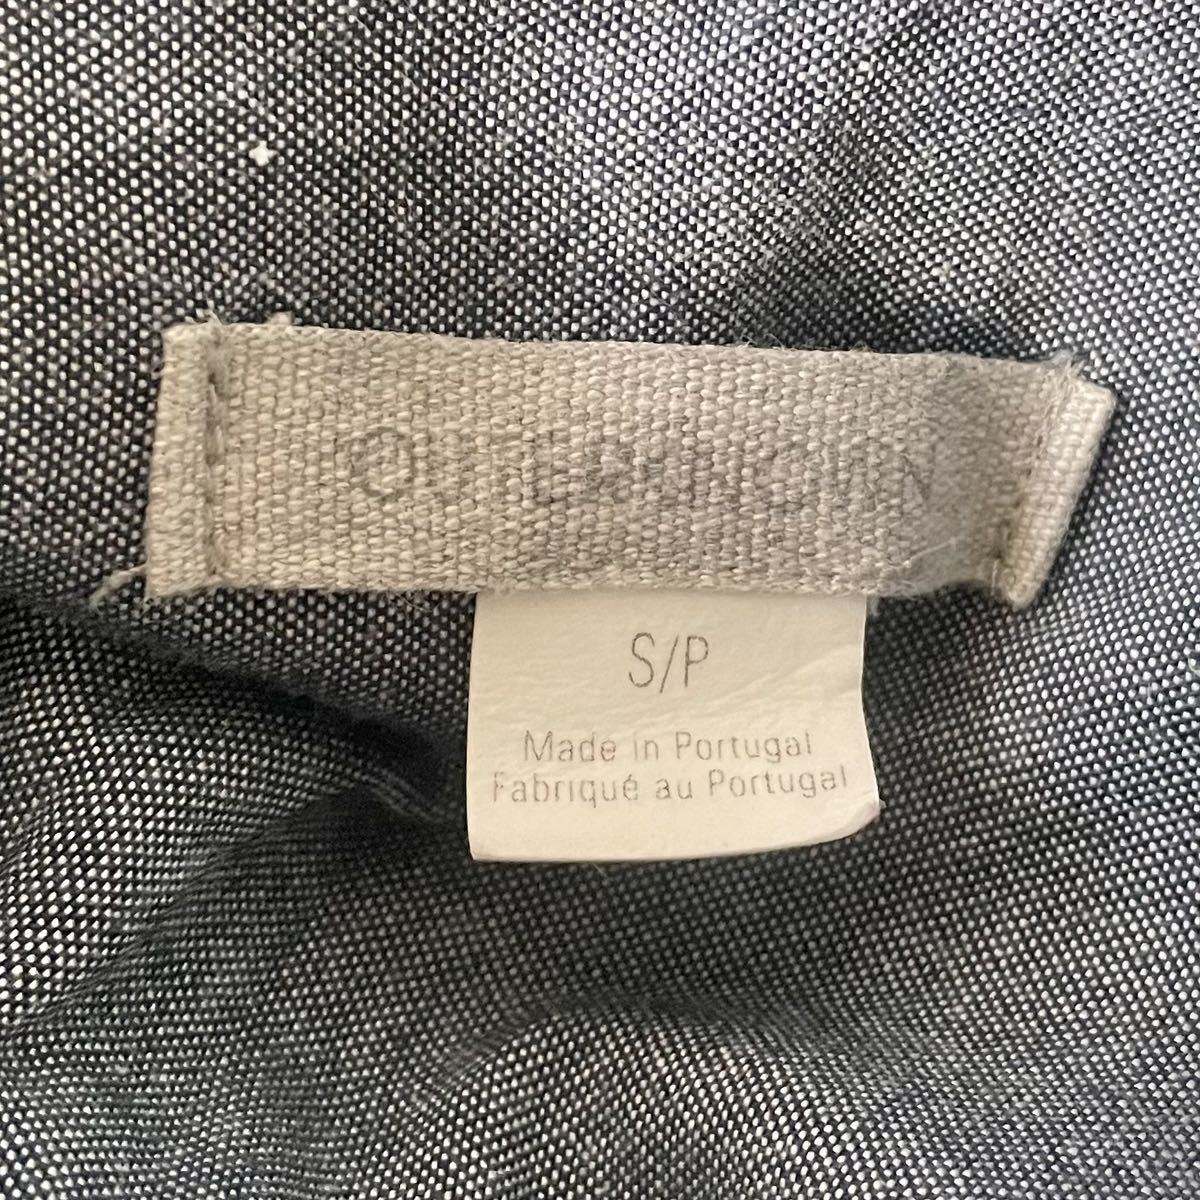 S/P
Made in Portugal
Fabriqué au Portugal